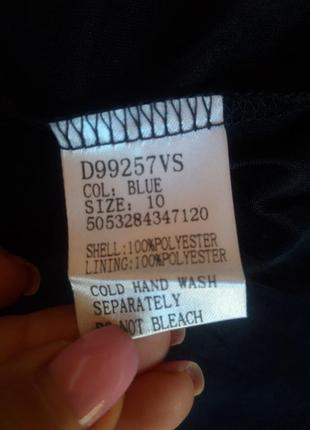 D99257VS
COL: BLUE
SIZE: 10
5053284347120
SHELL:100%POLYESTER
LINING:100%POLYESTER
COLD HAND WASH
SEPARATELY
DO NOT BLEACH